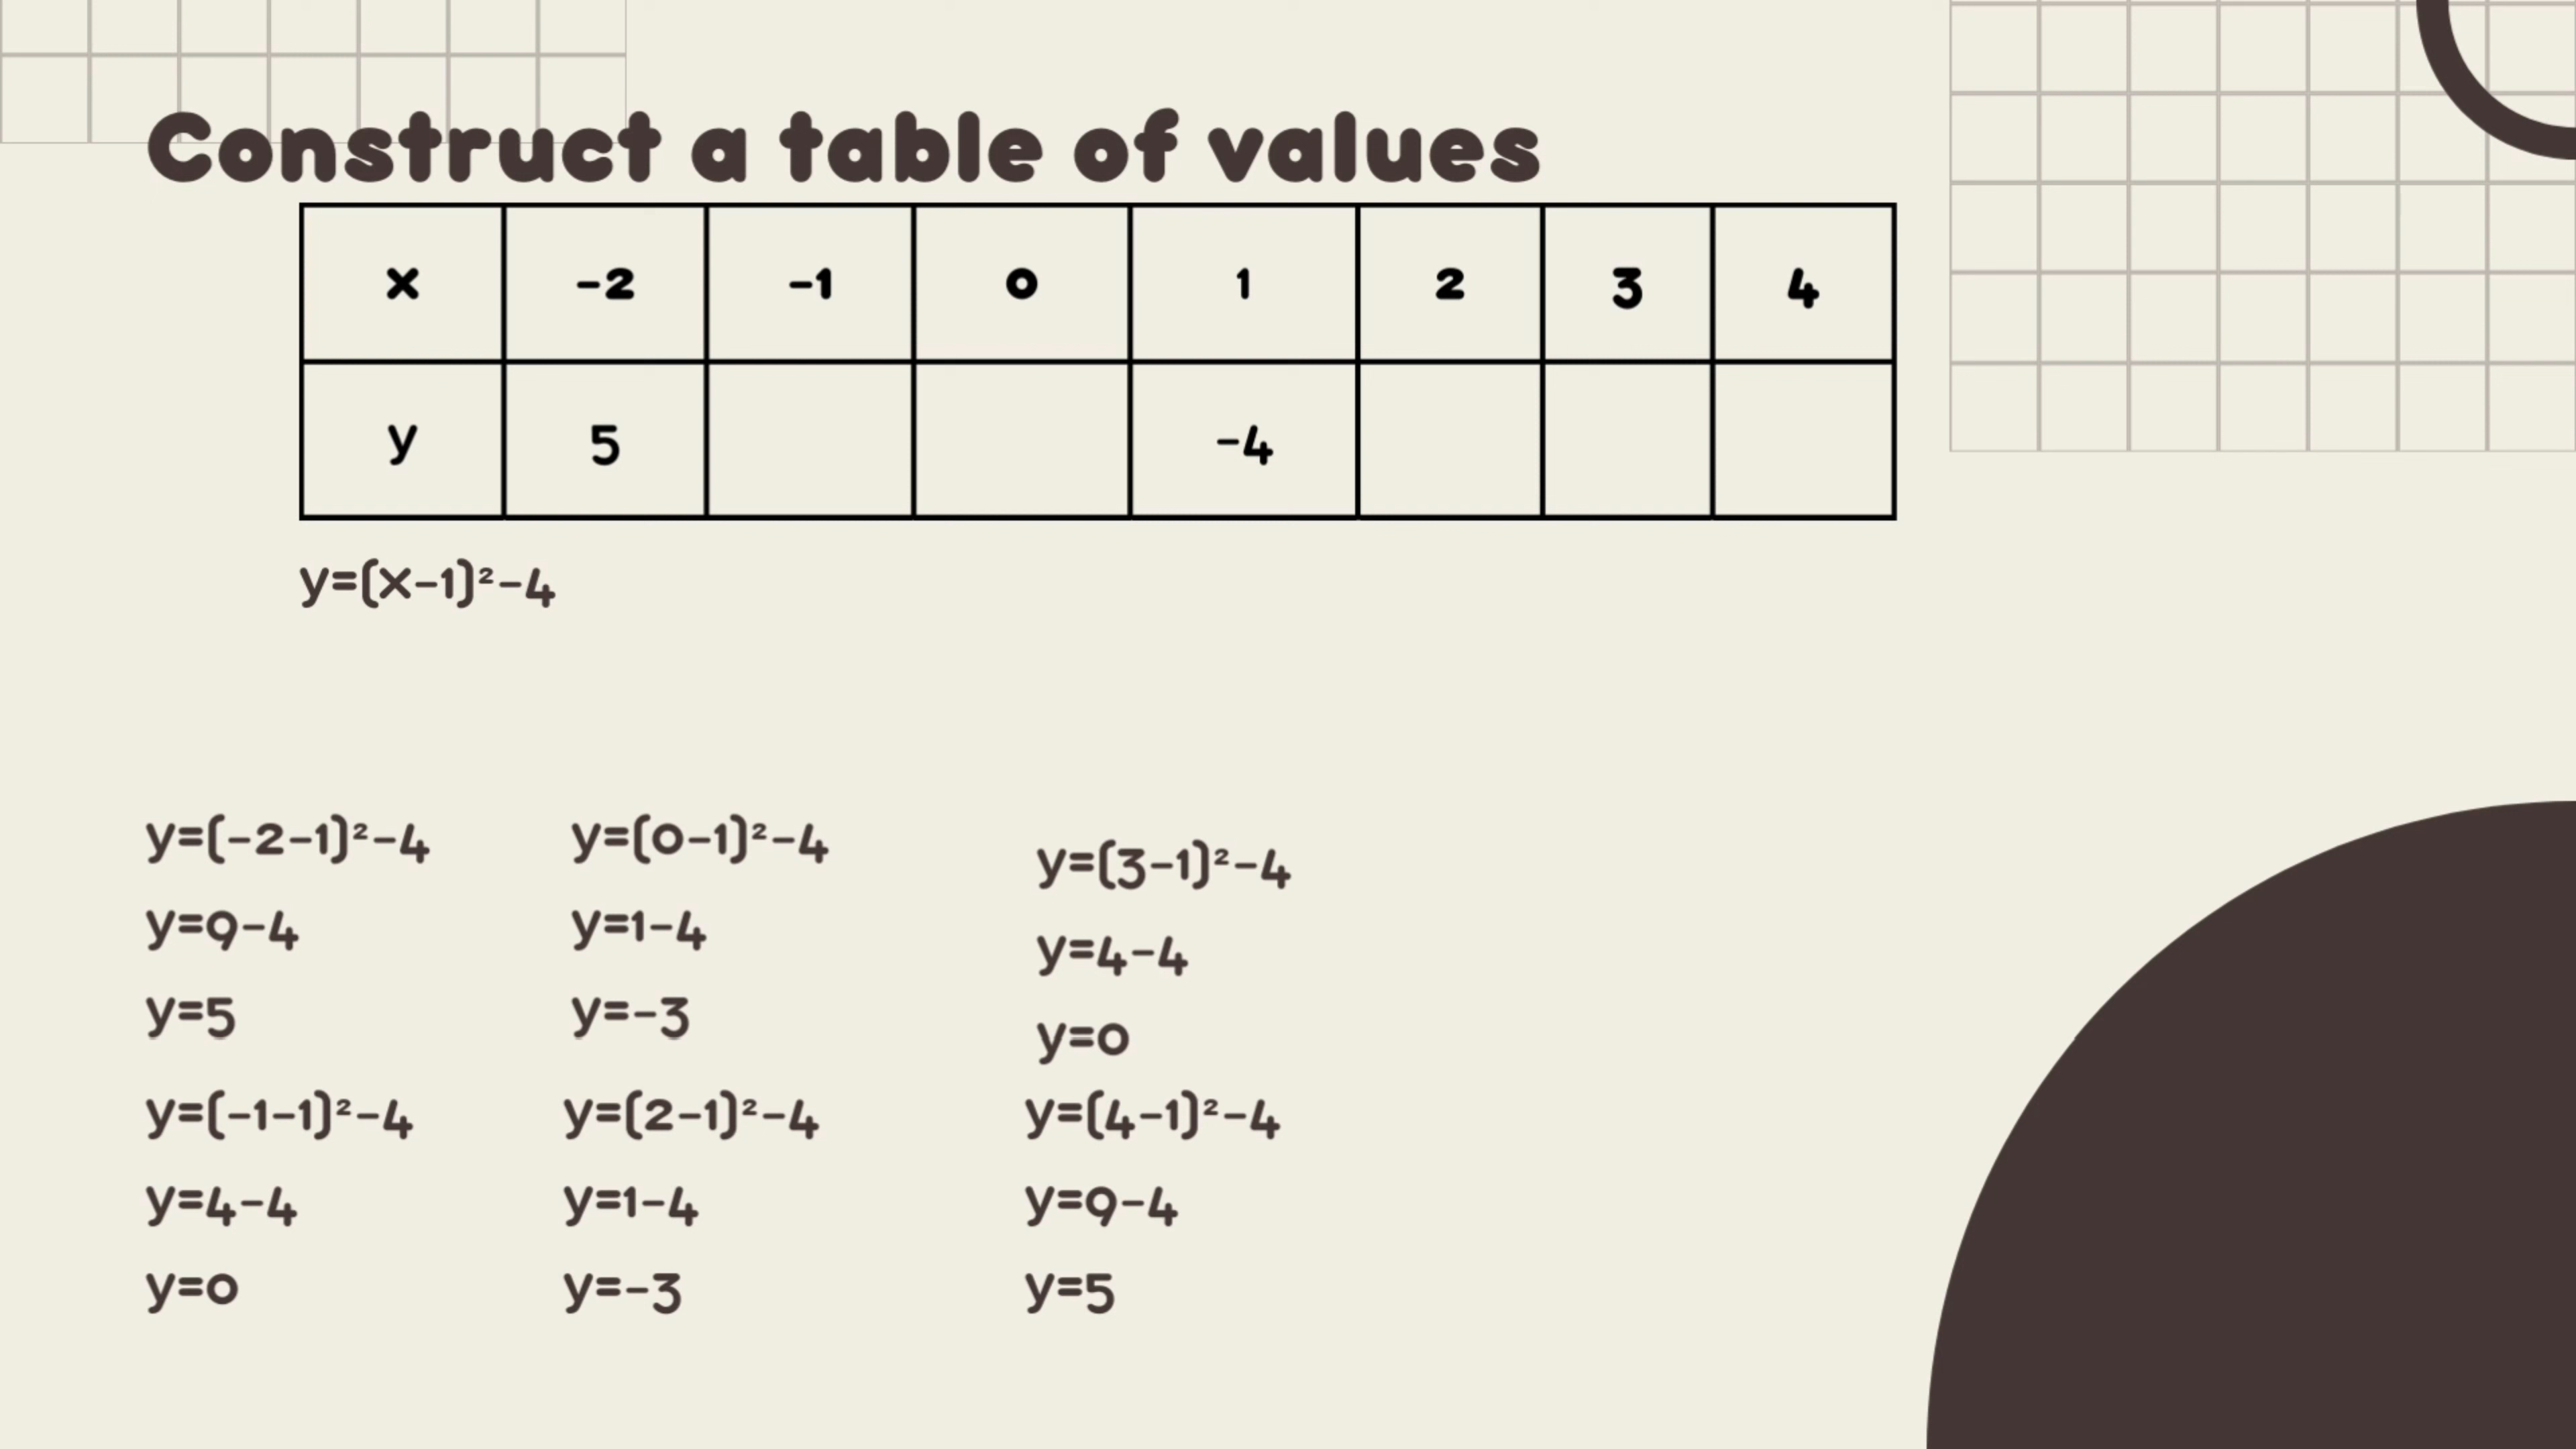 Construct a table of values
x -2 -1 0 1 2 3 4
y 5 -4
y=(x-1)²-4
y=(-2-1)²-4
y=9-4
y=5
y=(-1-1)²-4
y=4-4
y=0
y=(0-1)²-4
y=1-4
y=-3
y=(2-1)²-4
y=1-4
y=-3
y=(3-1)²-4
y=4-4
y=0
y=(4-1)²-4
y=9-4
y=5